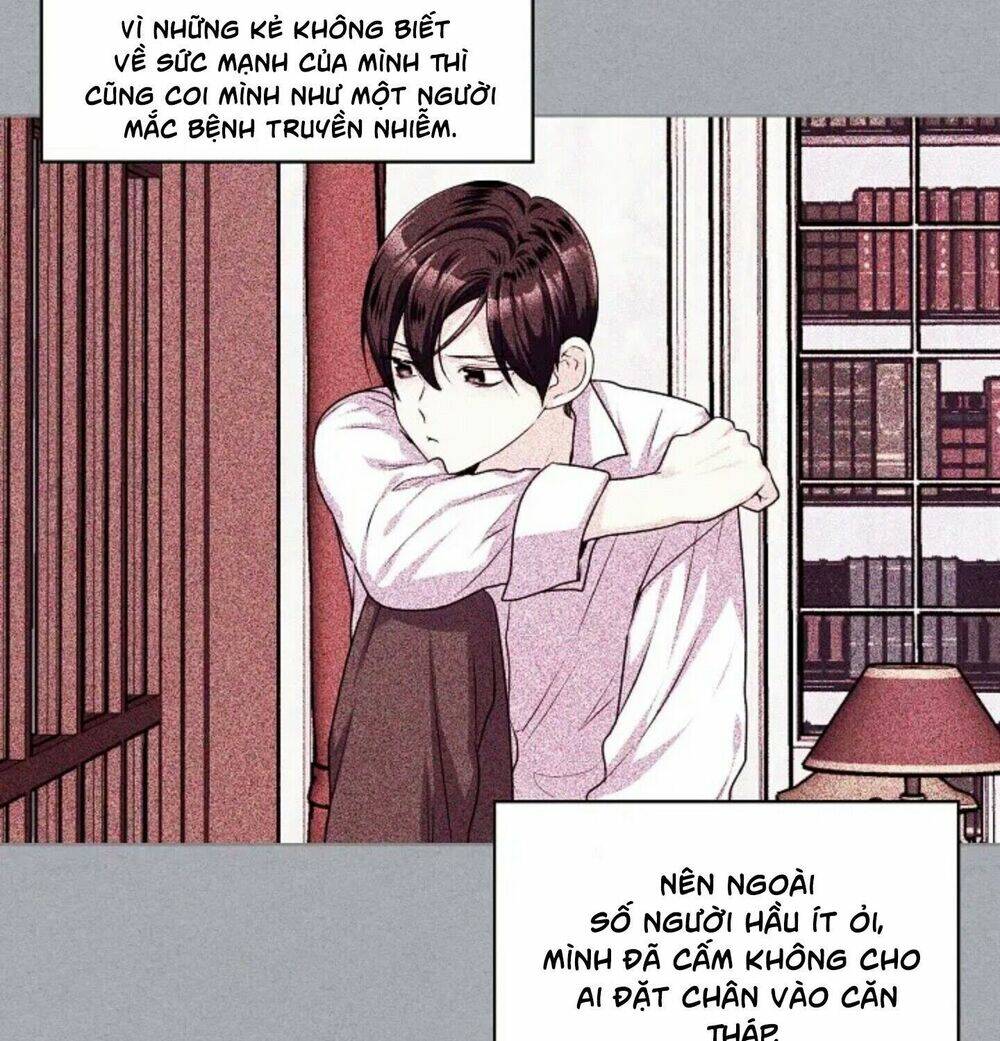 VÌ NHỮNG KẺ KHÔNG BIẾT
VỀ SỨC MẠNH CỦA MÌNH THÌ
CŨNG COI MÌNH NHƯ MỘT NGƯỜI
MẮC BỆNH TRUYỀN NHIỄM.
NÊN NGOÀI
SỐ NGƯỜI HẦU ÍT ỎI,
MÌNH ĐÃ CẤM KHÔNG CHO
AI ĐẶT CHÂN VÀO CĂN
THÁP.